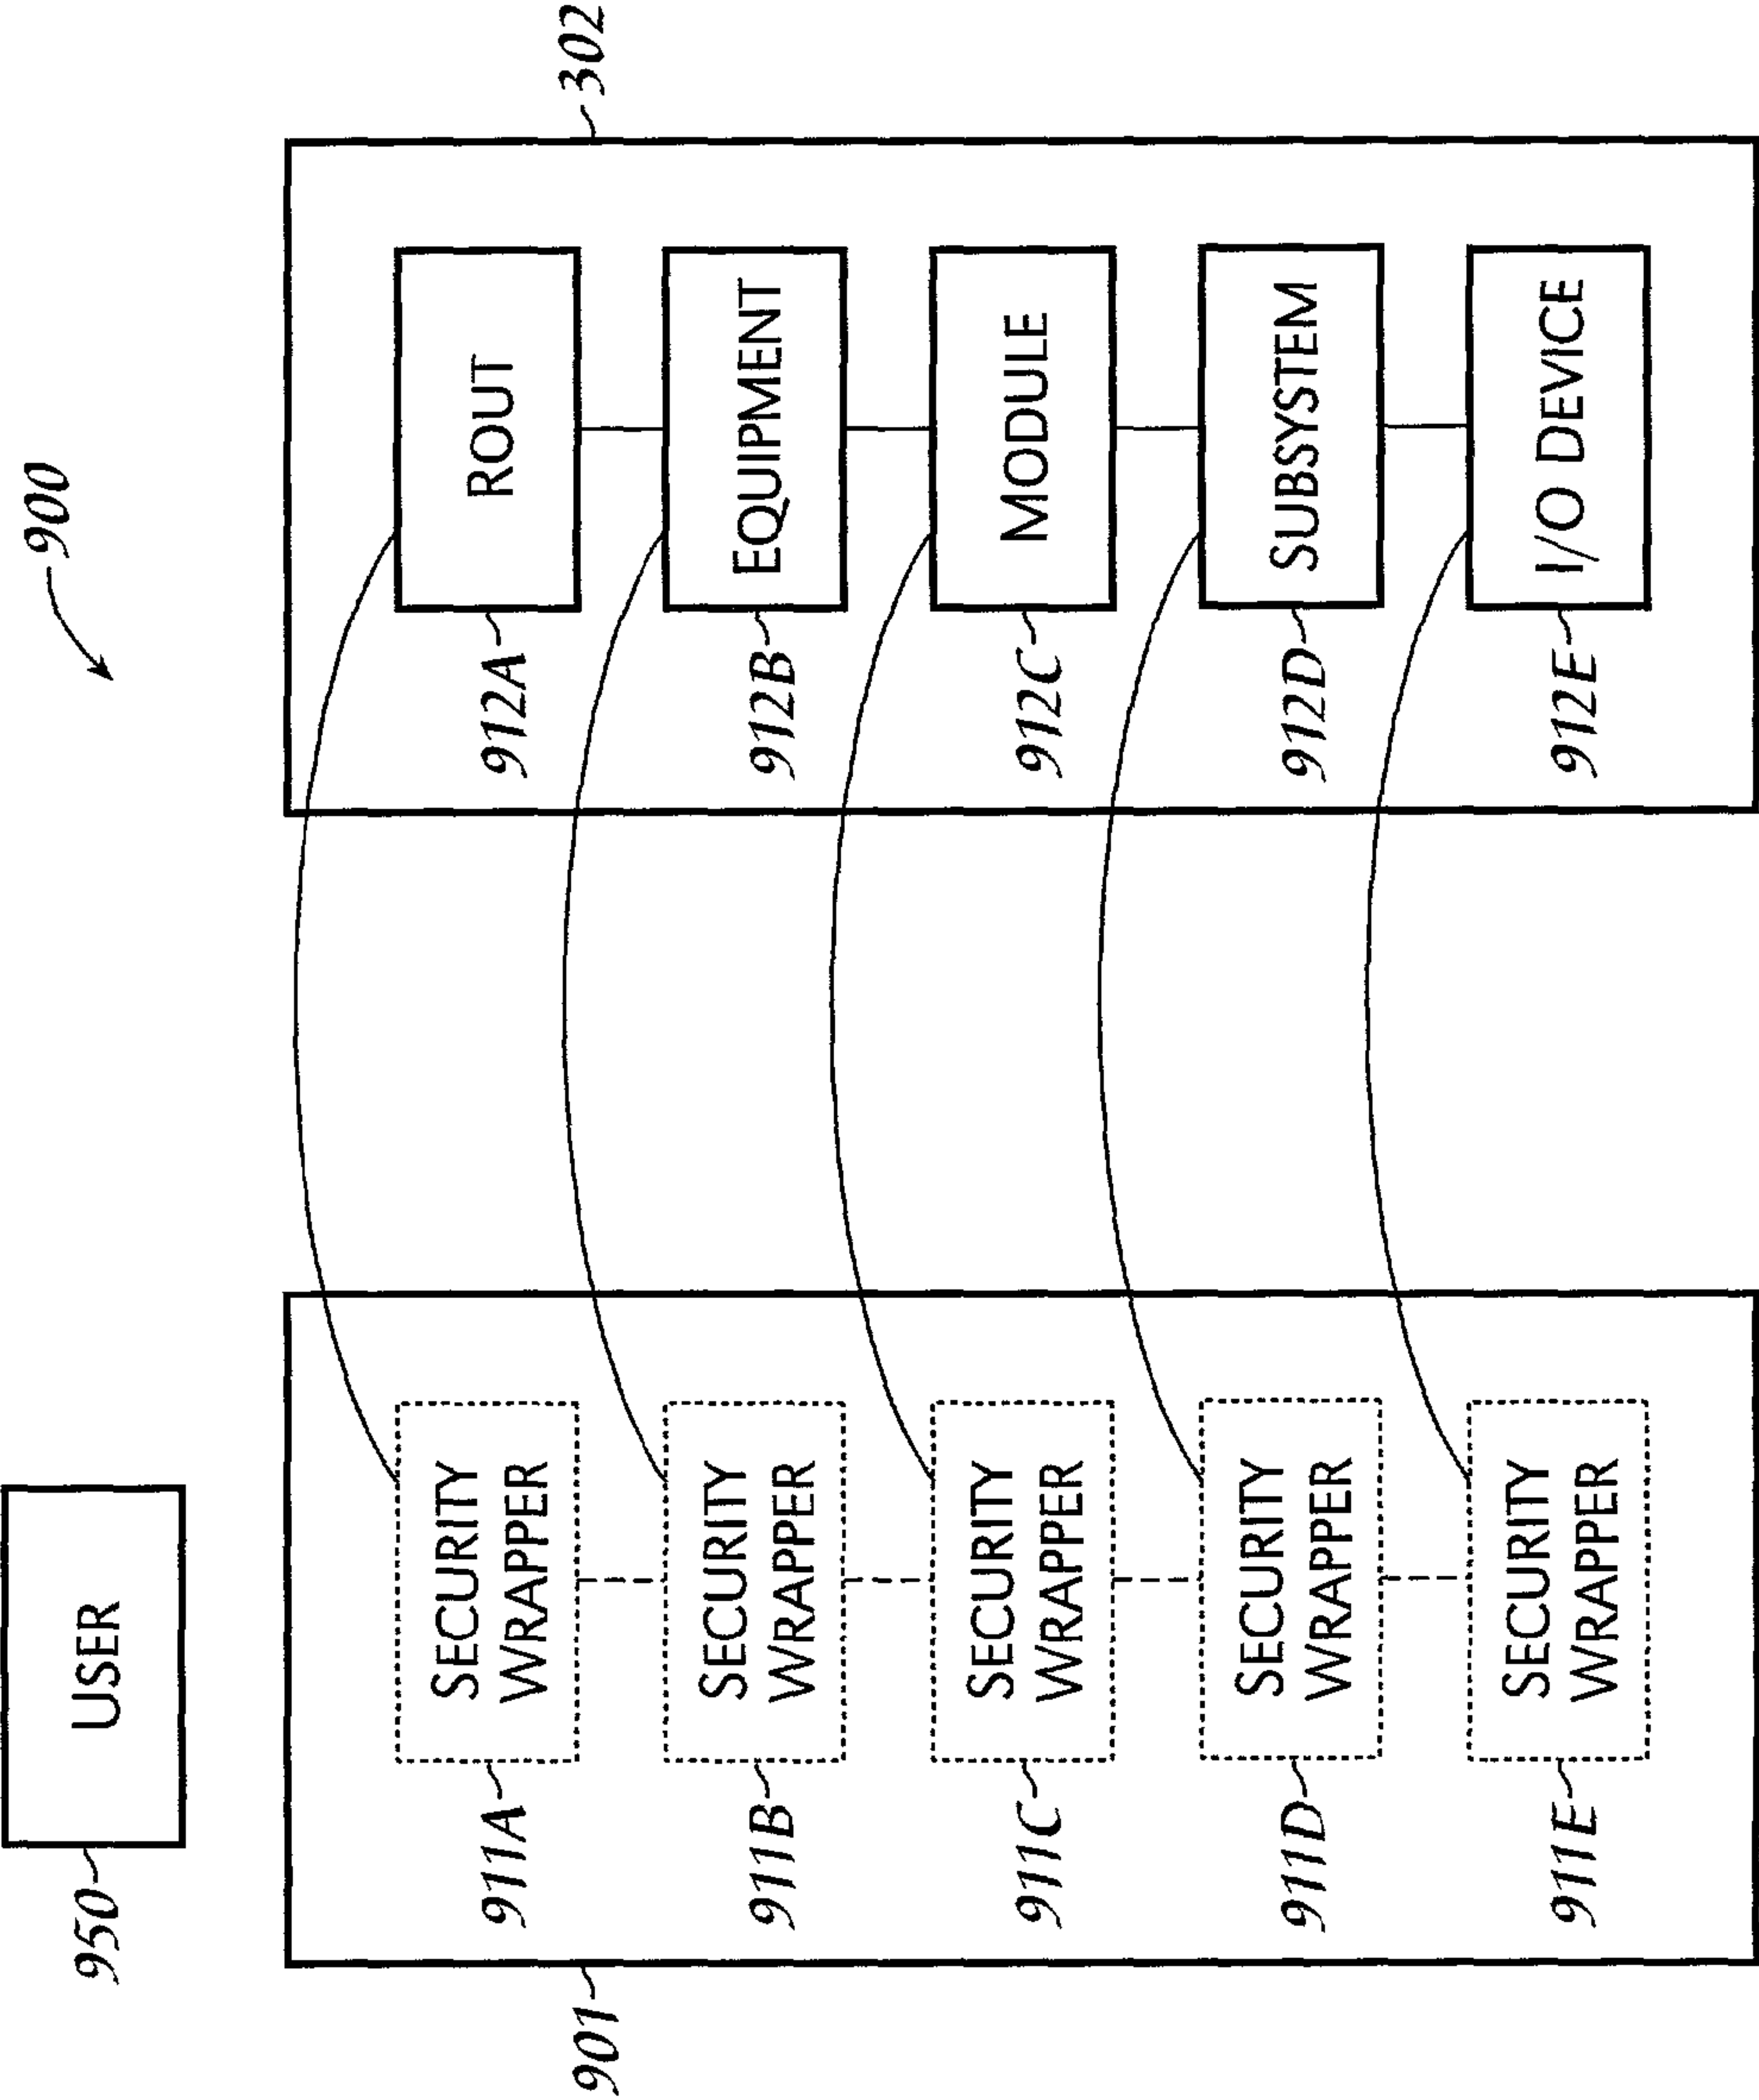 900
950
USER
901
302
911A
SECURITY
WRAPPER
912A
ROUT
911B
SECURITY
WRAPPER
912B
EQUIPMENT
911C
SECURITY
WRAPPER
912C
MODULE
911D
SECURITY
WRAPPER
912D
SUBSYSTEM
911E
SECURITY
WRAPPER
912E
I/O DEVICE